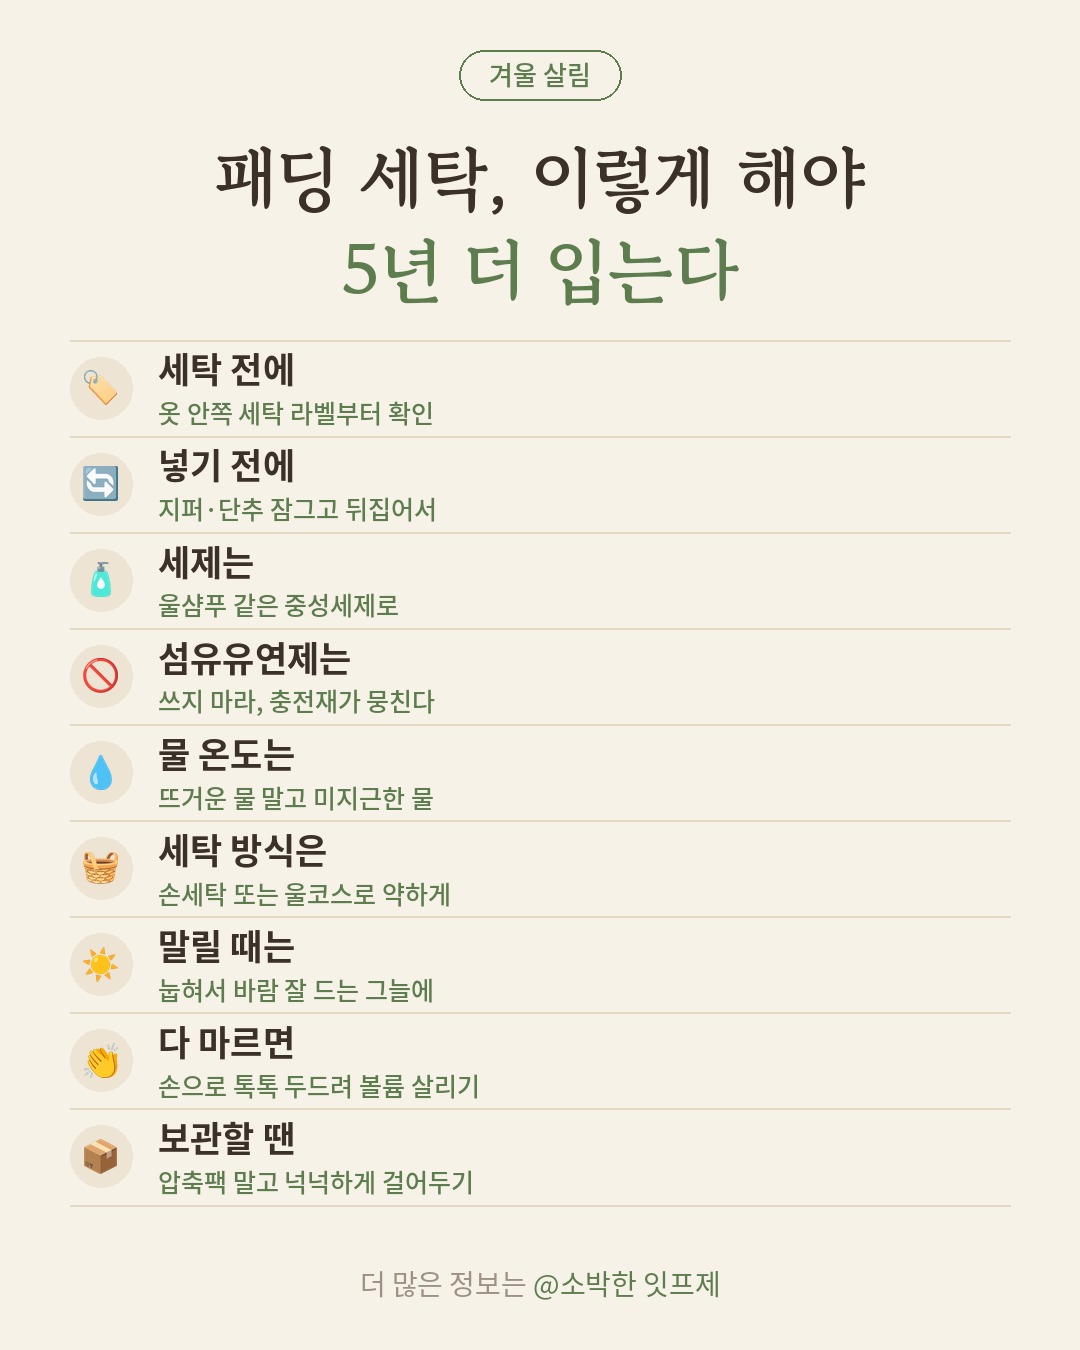 겨울 살림
패딩 세탁, 이렇게 해야
5년 더 입는다
세탁 전에
옷 안쪽 세탁 라벨부터 확인
넣기 전에
지퍼·단추 잠그고 뒤집어서
세제는
울샴푸 같은 중성세제로
섬유유연제는
쓰지 마라, 충전재가 뭉친다
물 온도는
뜨거운 물 말고 미지근한 물
세탁 방식은
손세탁 또는 울코스로 약하게
말릴 때는
눕혀서 바람 잘 드는 그늘에
다 마르면
손으로 톡톡 두드려 볼륨 살리기
보관할 땐
압축팩 말고 넉넉하게 걸어두기
더 많은 정보는 @소박한 잇프제